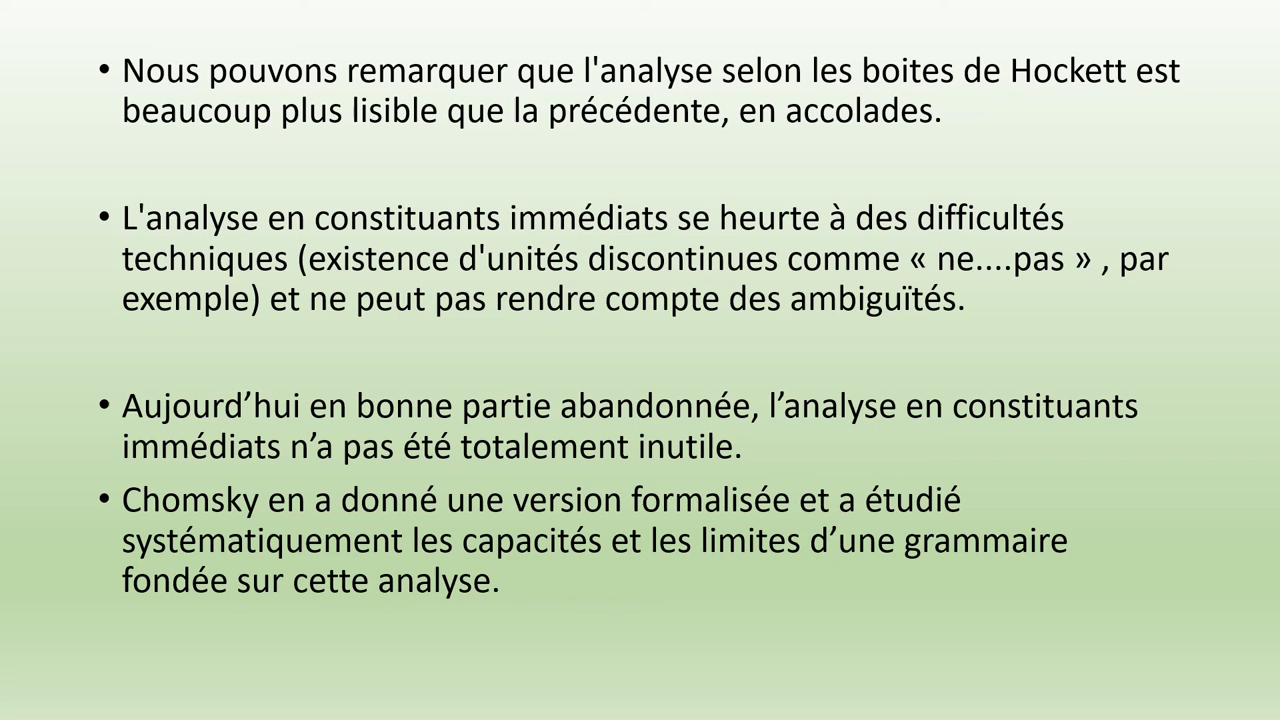 • Nous pouvons remarquer que l'analyse selon les boites de Hockett est
beaucoup plus lisible que la précédente, en accolades.
• L'analyse en constituants immédiats se heurte à des difficultés
techniques (existence d'unités discontinues comme « ne....pas » , par
exemple) et ne peut pas rendre compte des ambiguïtés.
• Aujourd’hui en bonne partie abandonnée, l’analyse en constituants
immédiats n’a pas été totalement inutile.
• Chomsky en a donné une version formalisée et a étudié
systématiquement les capacités et les limites d’une grammaire
fondée sur cette analyse.